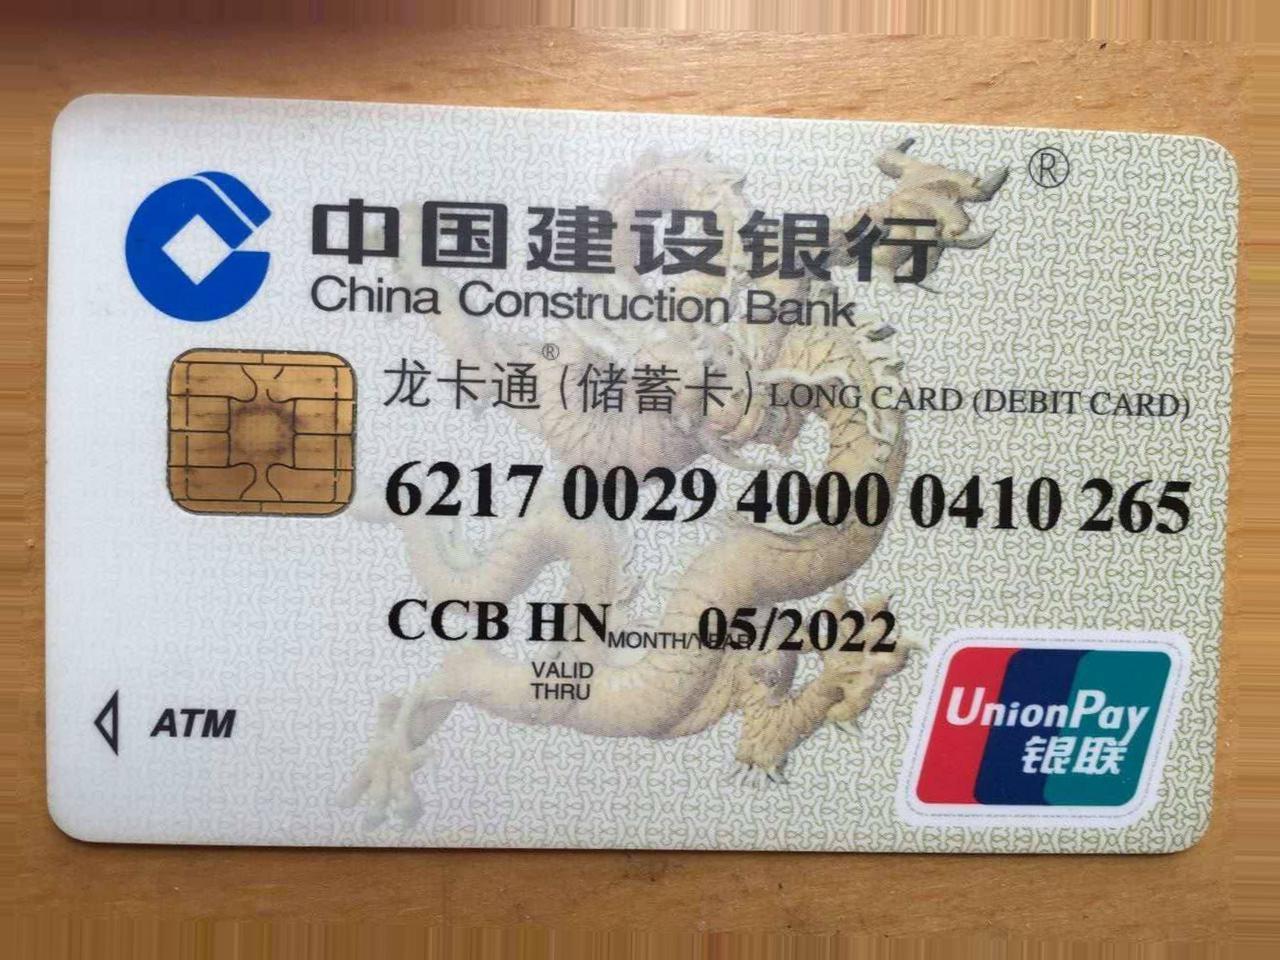 ®
中国建设银行
China Construction Bank
龙卡通®(储蓄卡) LONG CARD (DEBIT CARD)
6217 0029 4000 0410 265
CCB HN MONTH/YEAR 05/2022
VALID
THRU
ATM
UnionPay
银联